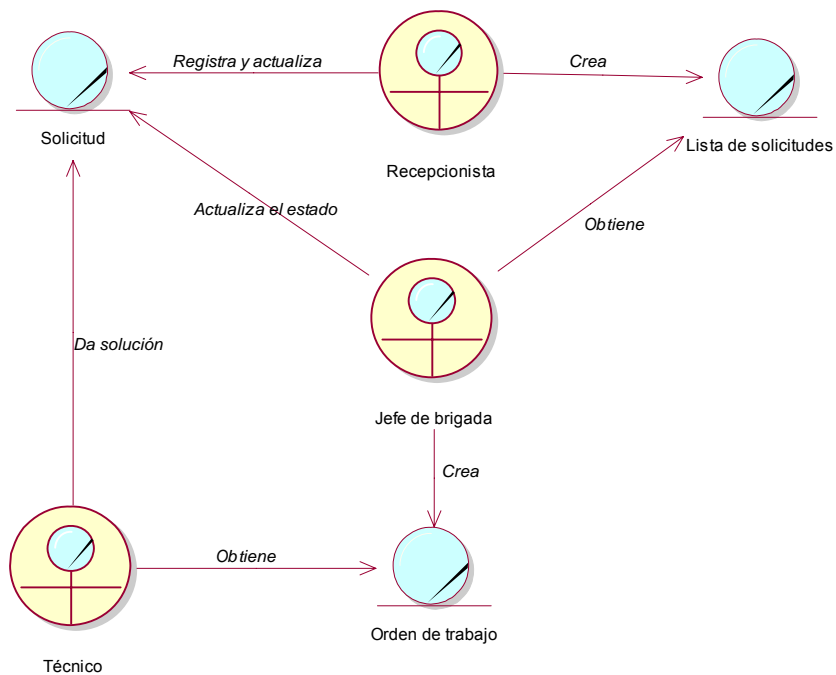 Registra y actualiza
Crea
Solicitud
Lista de solicitudes
Recepcionista
Actualiza el estado
Obtiene
Da solución
Jefe de brigada
Crea
Obtiene
Orden de trabajo
Técnico